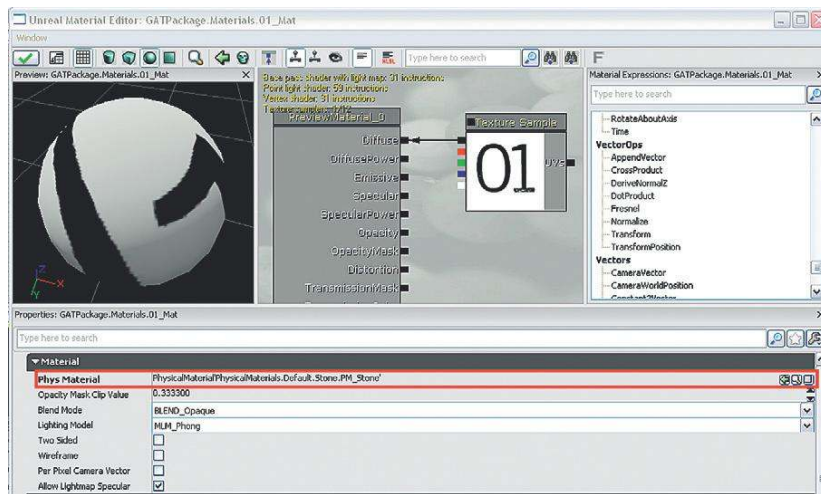 Unreal Material Editor: GATPackage.Materials.01_Mat
Window
Type here to search
F
Preview: GATPackage.Materials.01_Mat
Base pass shader with light map: 31 instructions
Point light shader: 59 instructions
Vertex shader: 31 instructions
Texture samplers: 1/12
PreviewMaterial_0
Diffuse
DiffusePower
Emissive
Specular
SpecularPower
Opacity
OpacityMask
Distortion
TransmissionMask
Texture Sample
01
UVs
Z
X
Y
Material Expressions: GATPackage.Materials.01_Mat
Type here to search
RotateAboutAxis
Time
VectorOps
AppendVector
CrossProduct
DeriveNormalZ
DotProduct
Fresnel
Normalize
Transform
TransformPosition
Vectors
CameraVector
CameraWorldPosition
Constant2Vector
Properties: GATPackage.Materials.01_Mat
Type here to search
Material
Phys Material PhysicalMaterial'PhysicalMaterials.Default.Stone.PM_Stone'
Opacity Mask Clip Value 0.333300
Blend Mode BLEND_Opaque
Lighting Model MLM_Phong
Two Sided
Wireframe
Per Pixel Camera Vector
Allow Lightmap Specular